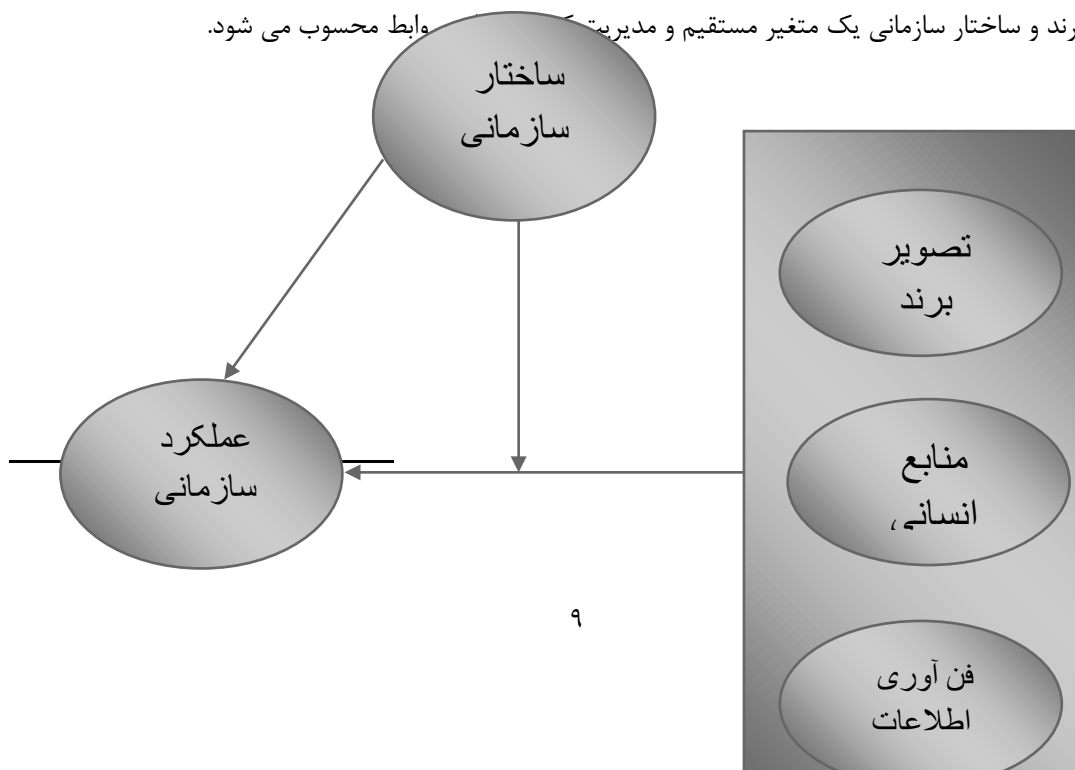 رند و ساختار سازمانی یک متغیر مستقیم و مدیریت وابط محسوب می شود.
ساختار
سازمانی
تصویر
برند
عملکرد
سازمانی
منابع
انسانی
۹
فن آوری
اطلاعات